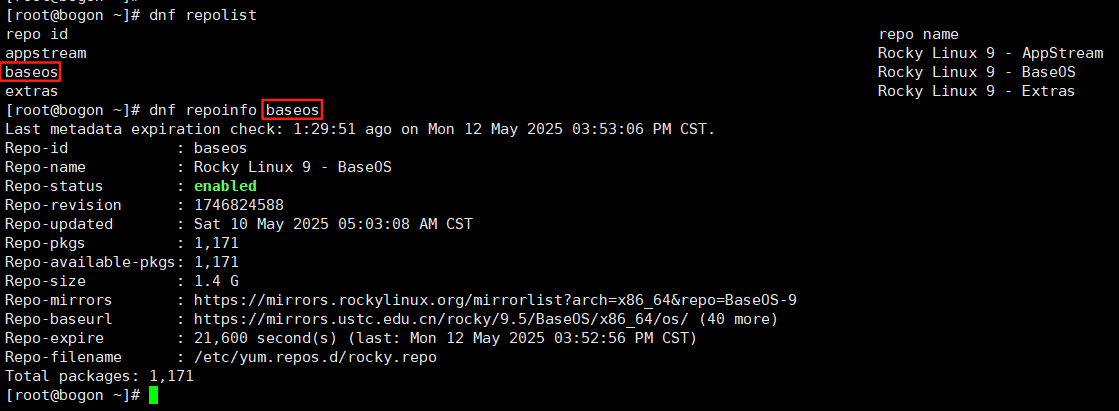 [root@bogon ~]# dnf repolist
repo id repo name
appstream Rocky Linux 9 - AppStream
baseos Rocky Linux 9 - BaseOS
extras Rocky Linux 9 - Extras
[root@bogon ~]# dnf repoinfo baseos
Last metadata expiration check: 1:29:51 ago on Mon 12 May 2025 03:53:06 PM CST.
Repo-id : baseos
Repo-name : Rocky Linux 9 - BaseOS
Repo-status : enabled
Repo-revision : 1746824588
Repo-updated : Sat 10 May 2025 05:03:08 AM CST
Repo-pkgs : 1,171
Repo-available-pkgs: 1,171
Repo-size : 1.4 G
Repo-mirrors : https://mirrors.rockylinux.org/mirrorlist?arch=x86_64&repo=BaseOS-9
Repo-baseurl : https://mirrors.ustc.edu.cn/rocky/9.5/BaseOS/x86_64/os/ (40 more)
Repo-expire : 21,600 second(s) (last: Mon 12 May 2025 03:52:56 PM CST)
Repo-filename : /etc/yum.repos.d/rocky.repo
Total packages: 1,171
[root@bogon ~]#